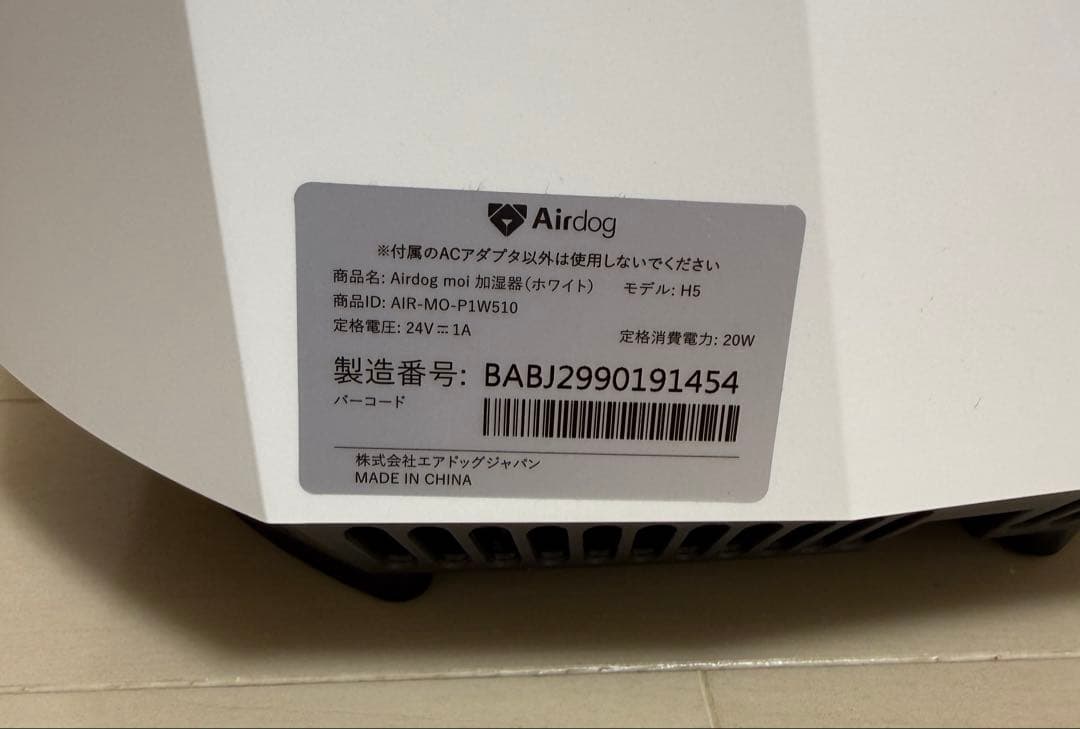 Airdog
※付属のACアダプタ以外は使用しないでください
商品名: Airdog moi 加湿器(ホワイト) モデル: H5
商品ID: AIR-MO-P1W510
定格電圧: 24V⎓1A 定格消費電力: 20W
製造番号: BABJ2990191454
バーコード
株式会社エアドッグジャパン
MADE IN CHINA